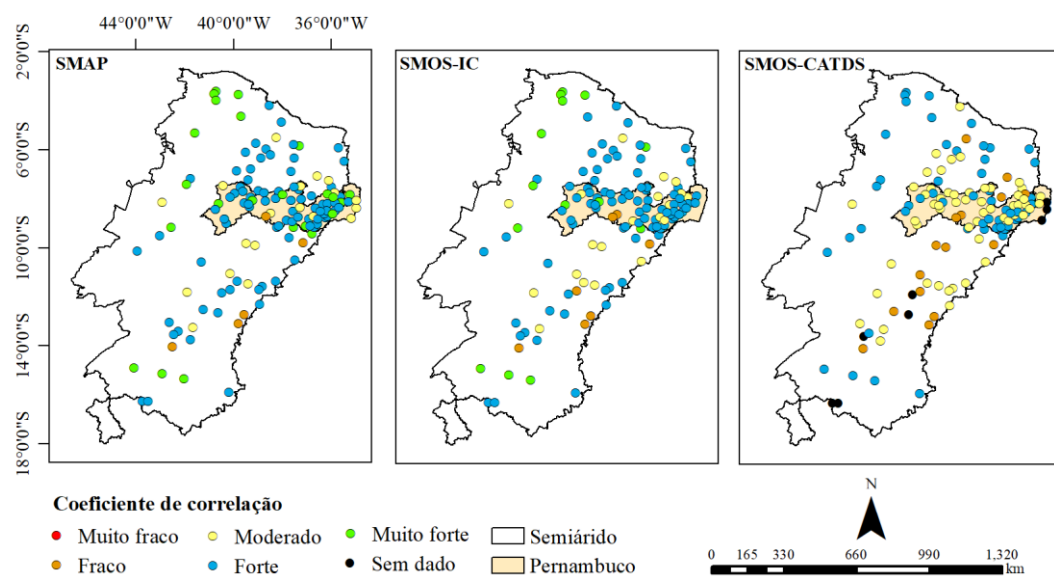 44°0'0"W 40°0'0"W 36°0'0"W
2°0'0"S
6°0'0"S
10°0'0"S
14°0'0"S
18°0'0"S
SMAP
SMOS-IC
SMOS-CATDS
Coeficiente de correlação
Muito fraco
Moderado
Muito forte
Semiárido
Fraco
Forte
Sem dado
Pernambuco
N
0 165 330 660 990 1,320
km